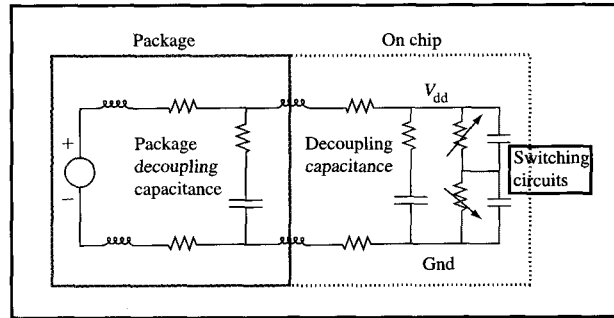 Package
On chip
V_dd
+
Package
decoupling
capacitance
Decoupling
capacitance
Switching
circuits
−
Gnd